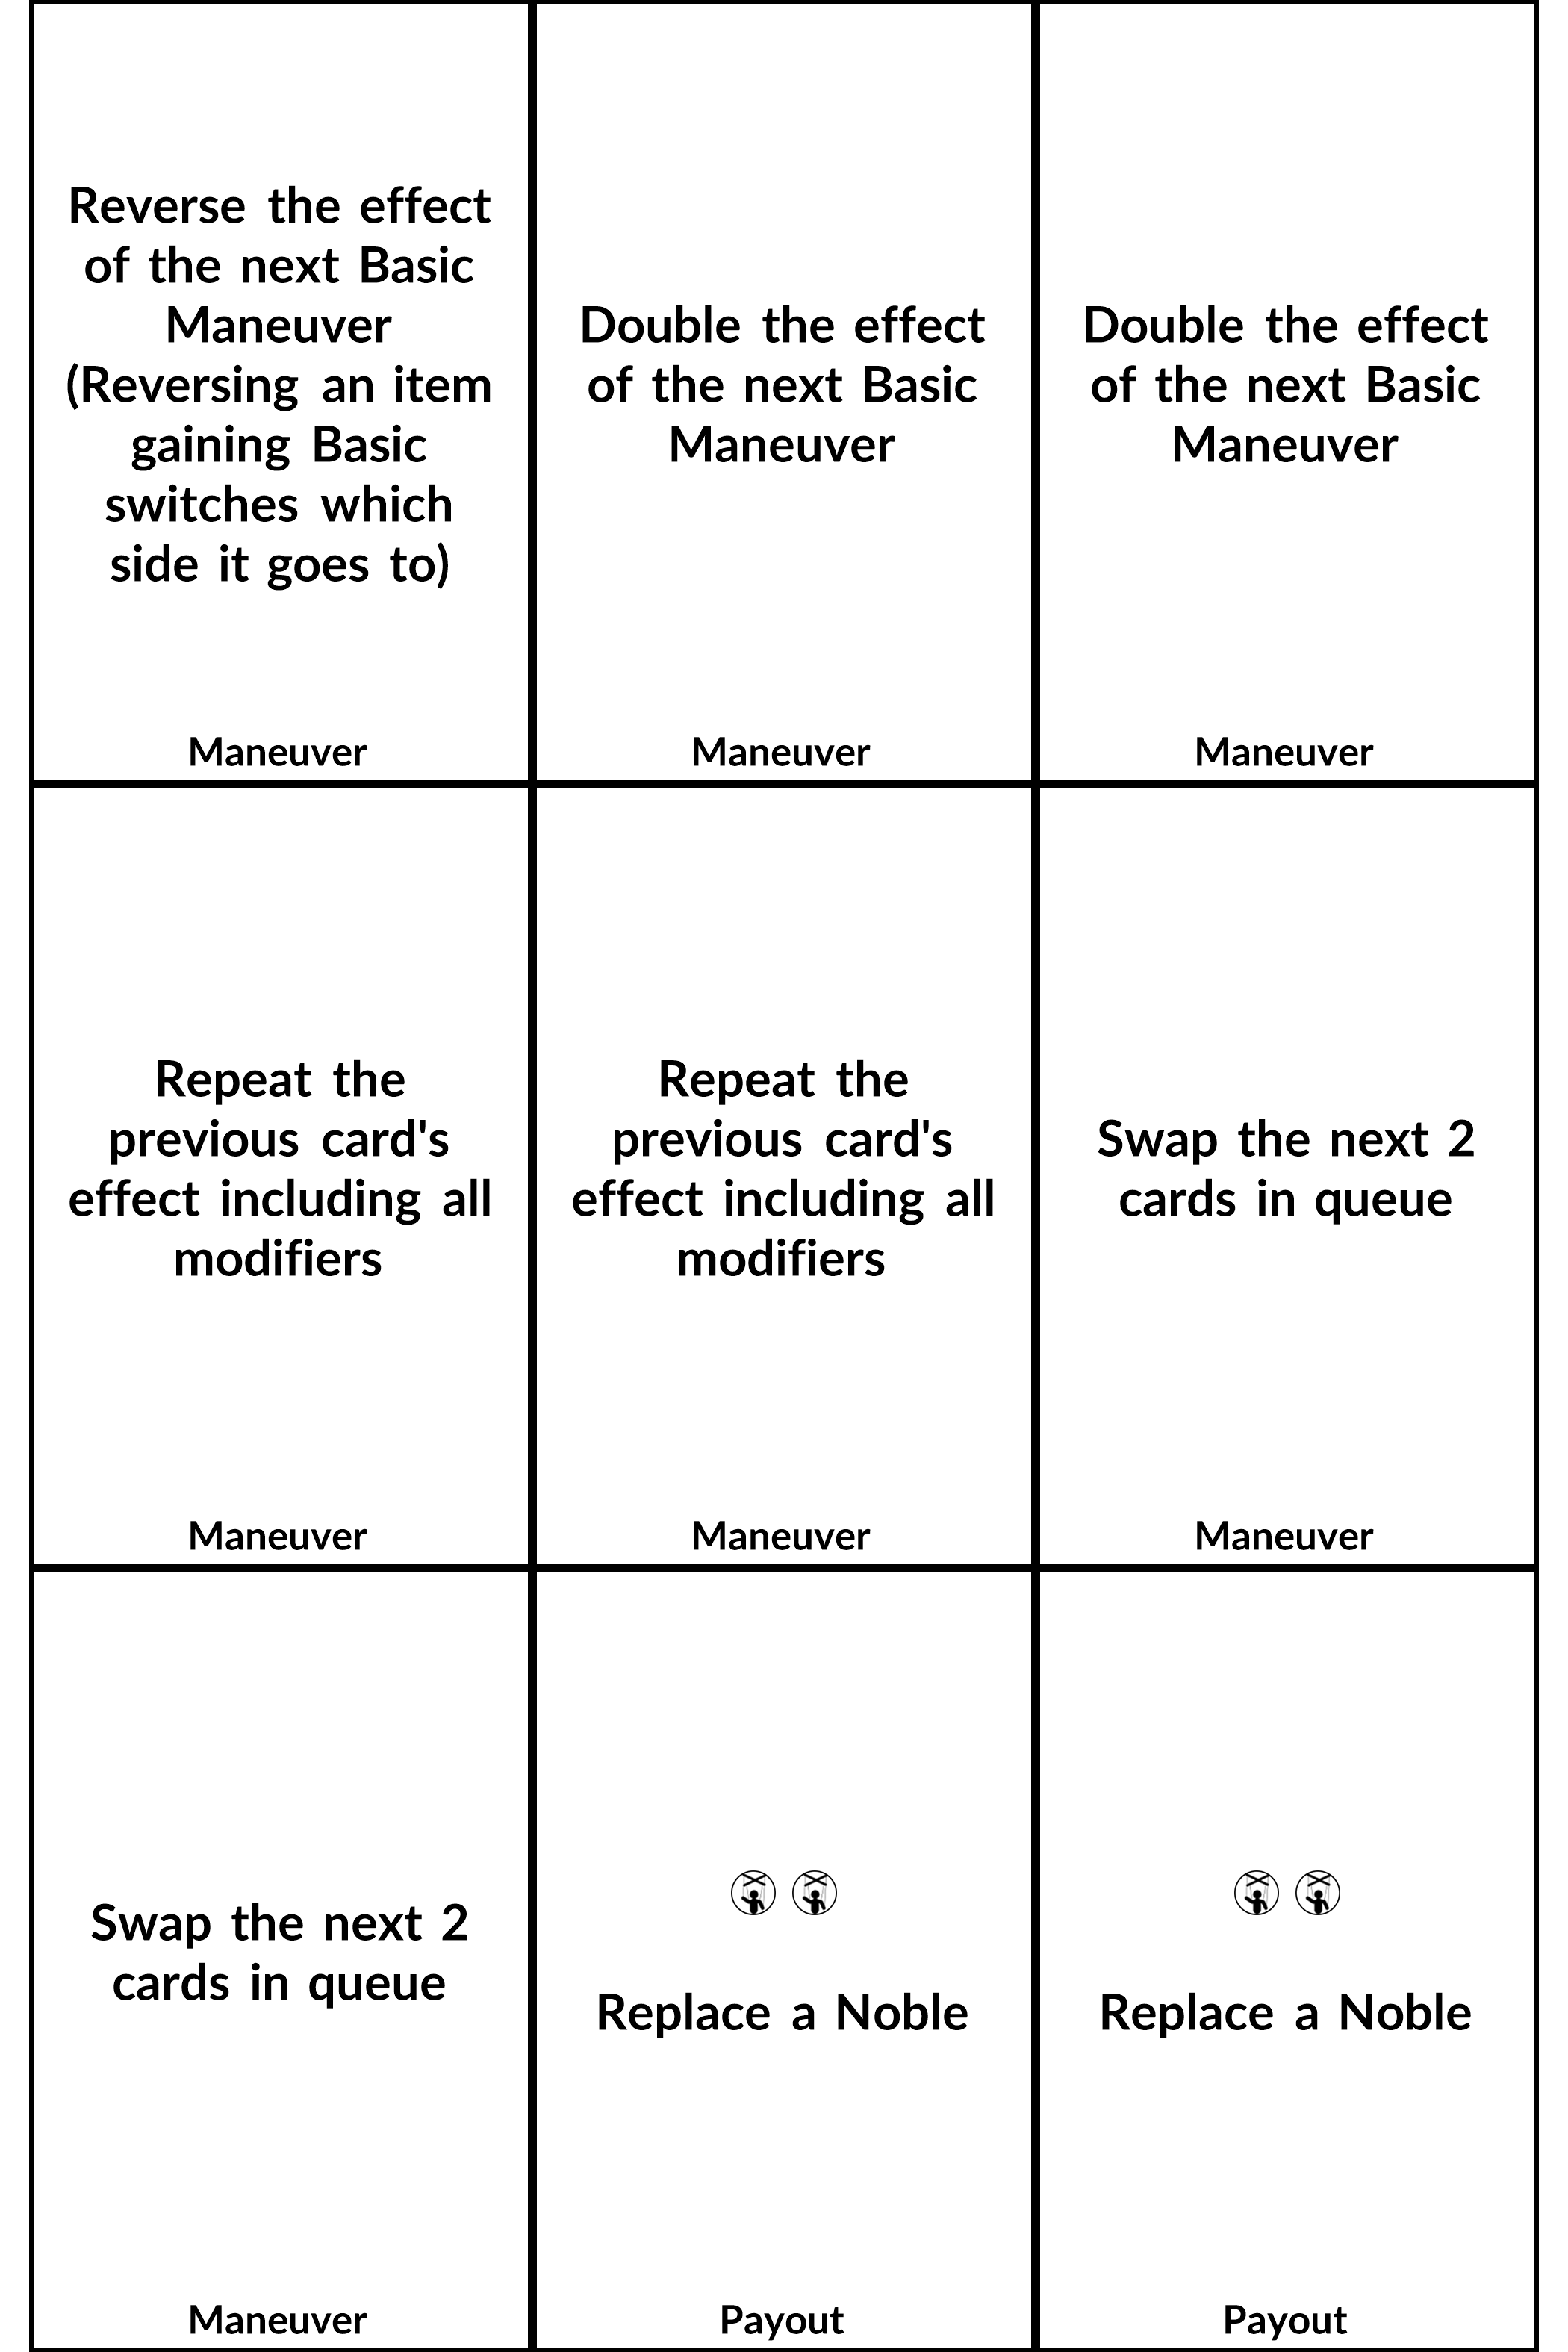 Reverse the effect
of the next Basic
Maneuver
(Reversing an item
gaining Basic
switches which
side it goes to)
Maneuver
Double the effect
of the next Basic
Maneuver
Maneuver
Double the effect
of the next Basic
Maneuver
Maneuver
Repeat the
previous card's
effect including all
modifiers
Maneuver
Repeat the
previous card's
effect including all
modifiers
Maneuver
Swap the next 2
cards in queue
Maneuver
Swap the next 2
cards in queue
Maneuver
Replace a Noble
Payout
Replace a Noble
Payout